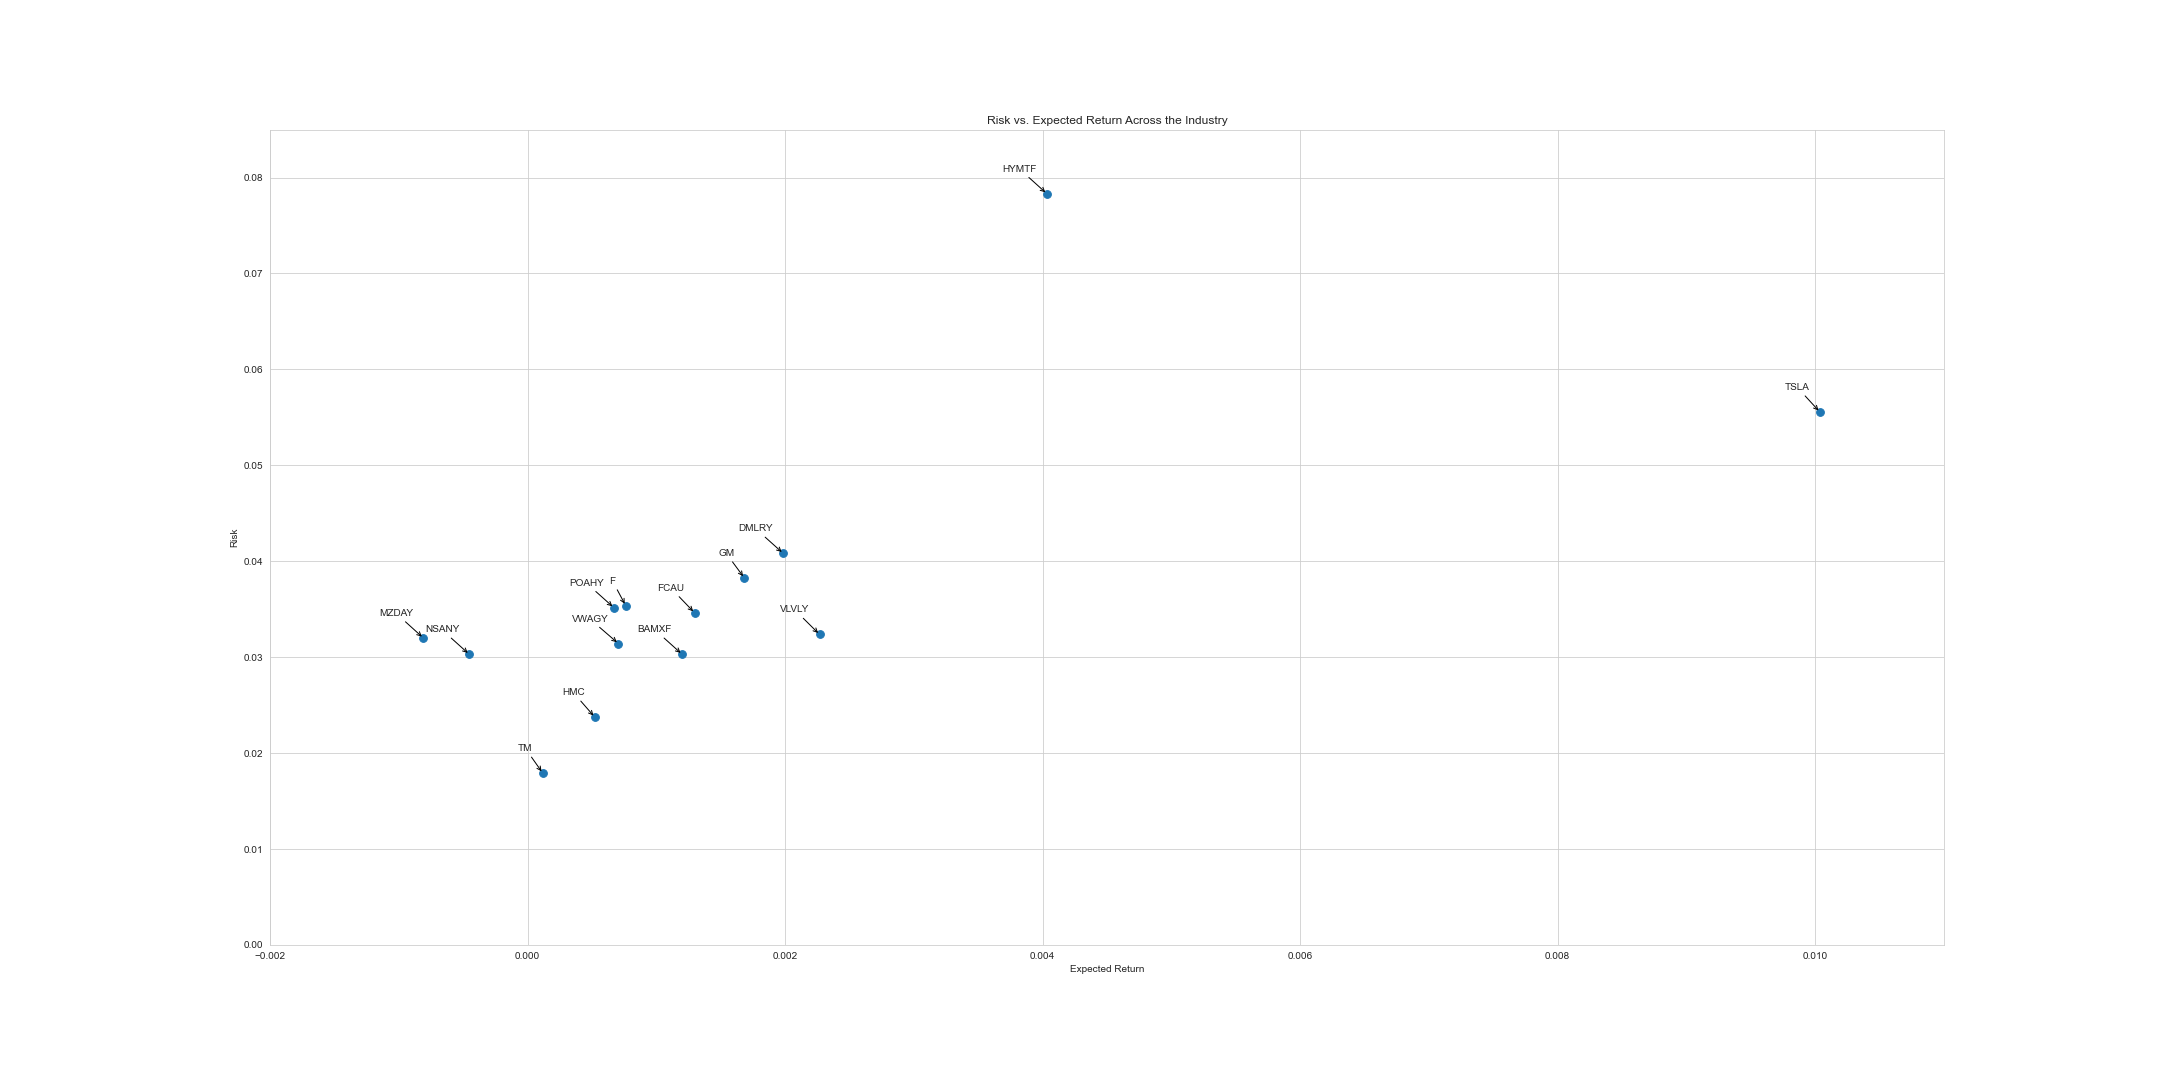 Risk vs. Expected Return Across the Industry
HYMTF
0.08
0.07
0.06
TSLA
0.05
DMLRY
GM
0.04
POAHY F
FCAU
VLVLY
MZDAY
VWAGY
NSANY
BAMXF
0.03
HMC
TM
0.02
0.01
0.00
Risk
−0.002 0.000 0.002 0.004 0.006 0.008 0.010
Expected Return